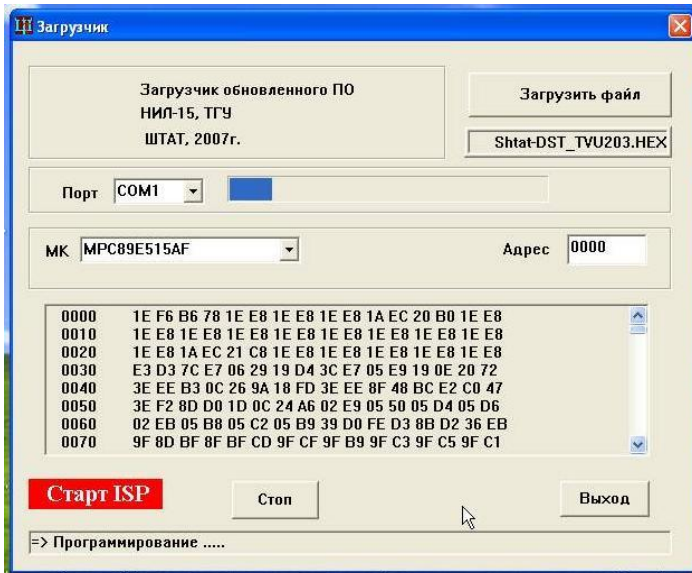 Загрузчик
Загрузчик обновленного ПО
НИЛ-15, ТГУ
ШТАТ, 2007г.
Загрузить файл
Shtat-DST_TVU203.HEX
Порт COM1
МК MPC89E515AF
Адрес 0000
0000 1E F6 B6 78 1E E8 1E E8 1E E8 1A EC 20 B0 1E E8
0010 1E E8 1E E8 1E E8 1E E8 1E E8 1E E8 1E E8 1E E8
0020 1E E8 1A EC 21 C8 1E E8 1E E8 1E E8 1E E8 1E E8
0030 E3 D3 7C E7 06 29 19 D4 3C E7 05 E9 19 0E 20 72
0040 3E EE B3 0C 26 9A 18 FD 3E EE 8F 48 BC E2 C0 47
0050 3E F2 8D D0 1D 0C 24 A6 02 E9 05 50 05 D4 05 D6
0060 02 EB 05 B8 05 C2 05 B9 39 D0 FE D3 8B D2 36 EB
0070 9F 8D BF 8F BF CD 9F CF 9F B9 9F C3 9F C5 9F C1
Старт ISP
Стоп
Выход
=> Программирование .....